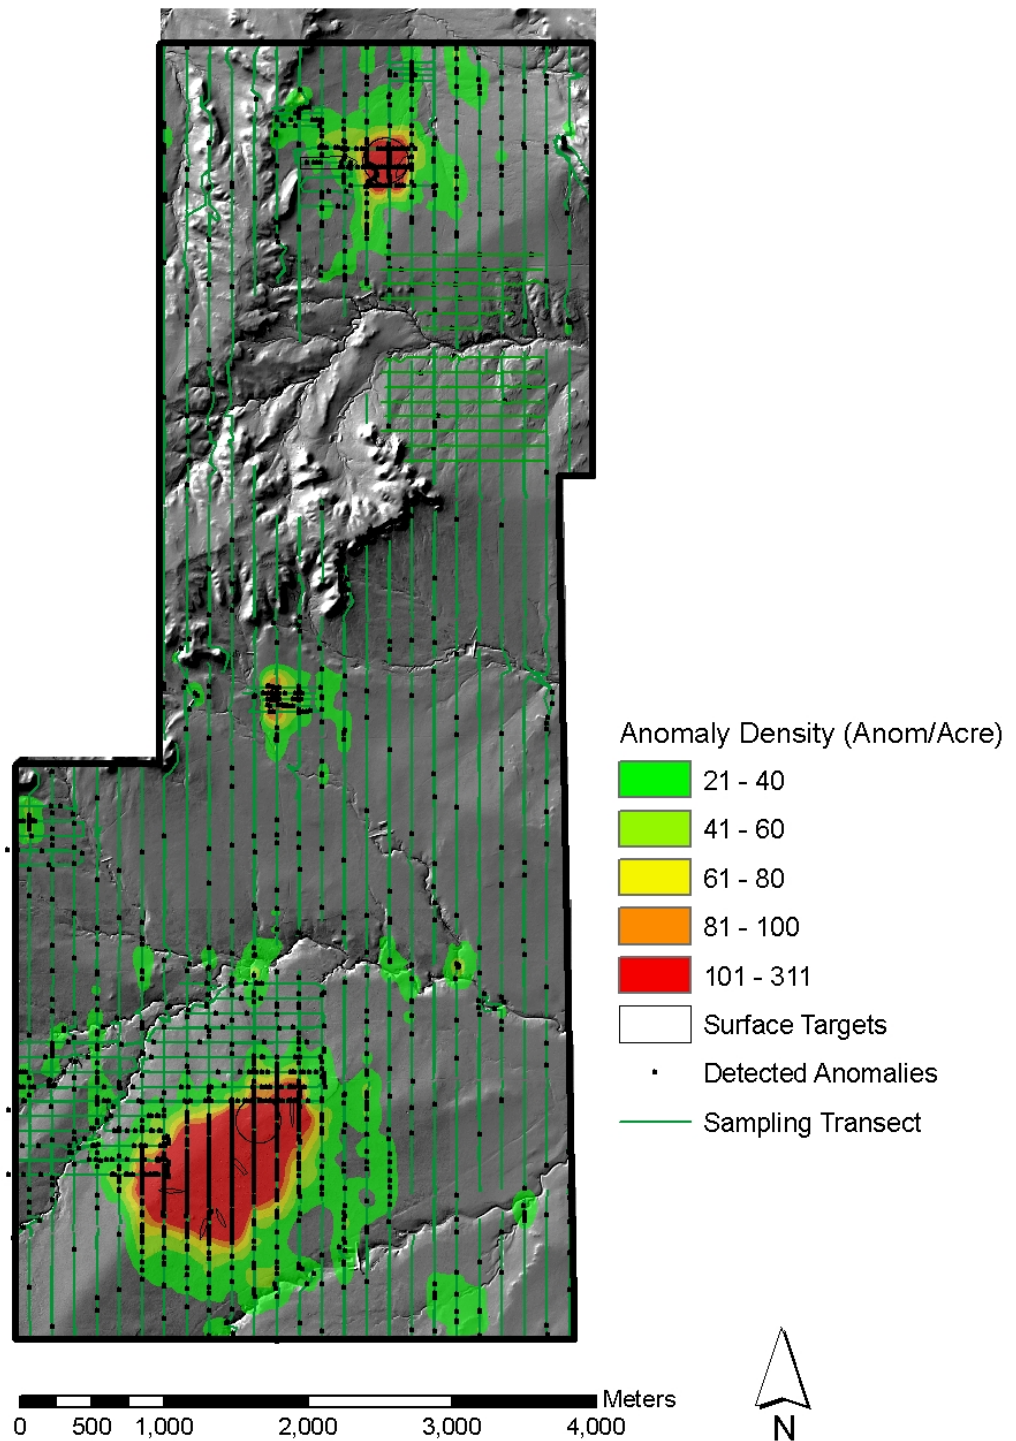 Anomaly Density (Anom/Acre)
21 - 40
41 - 60
61 - 80
81 - 100
101 - 311
Surface Targets
Detected Anomalies
Sampling Transect
Meters
0 500 1,000 2,000 3,000 4,000
N